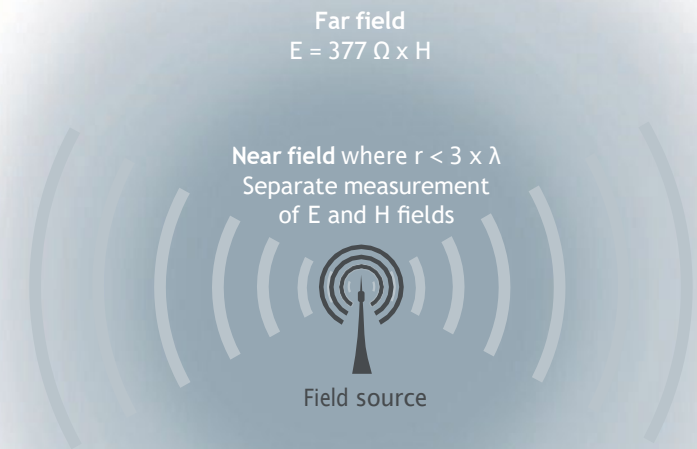 Far field
E = 377 Ω x H
Near field where r < 3 x λ
Separate measurement
of E and H fields
Field source